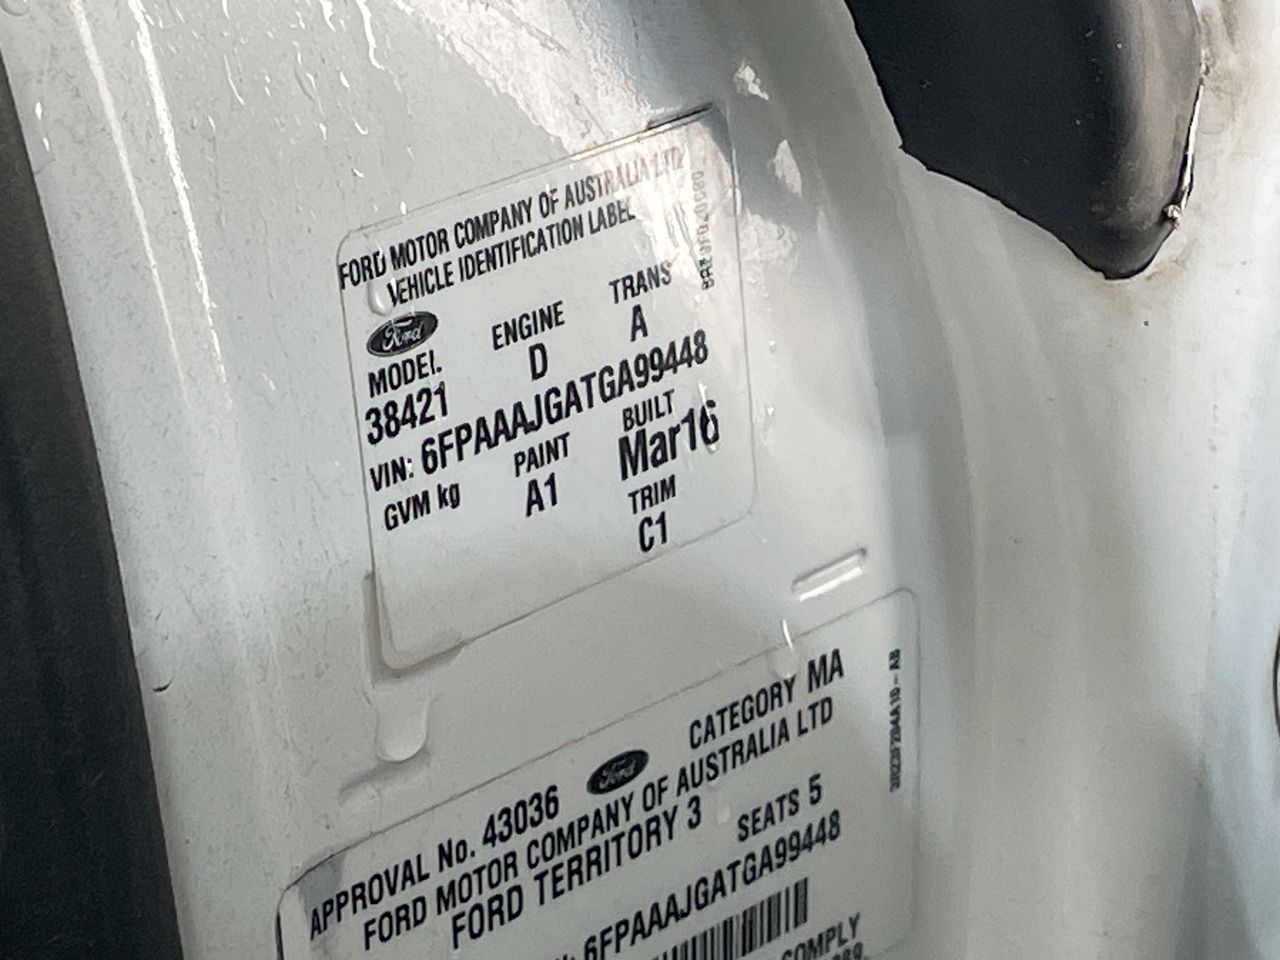 FORD MOTOR COMPANY OF AUSTRALIA LTD
VEHICLE IDENTIFICATION LABEL
Ford
MODEL ENGINE TRANS
38421 D A
VIN: 6FPAAAJGATGA99448
GVM kg PAINT BUILT
A1 Mar16
TRIM
C1
APPROVAL No. 43036 Ford CATEGORY MA
FORD MOTOR COMPANY OF AUSTRALIA LTD
FORD TERRITORY 3 SEATS 5
6FPAAAJGATGA99448
COMPLY